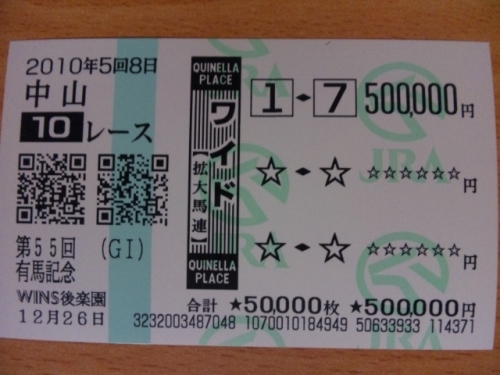 2010年5回8日
中山
10レース
第55回 (GI)
有馬記念
WINS後楽園
12月26日
QUINELLA
PLACE
ワイド
【拡大馬連】
QUINELLA
PLACE
1-7 500,000円
☆-☆ ☆☆☆☆☆☆円
☆-☆ ☆☆☆☆☆☆円
JRA
合計 ★50,000枚 ★500,000円
3232003487048 1070010184949 50633933 114371